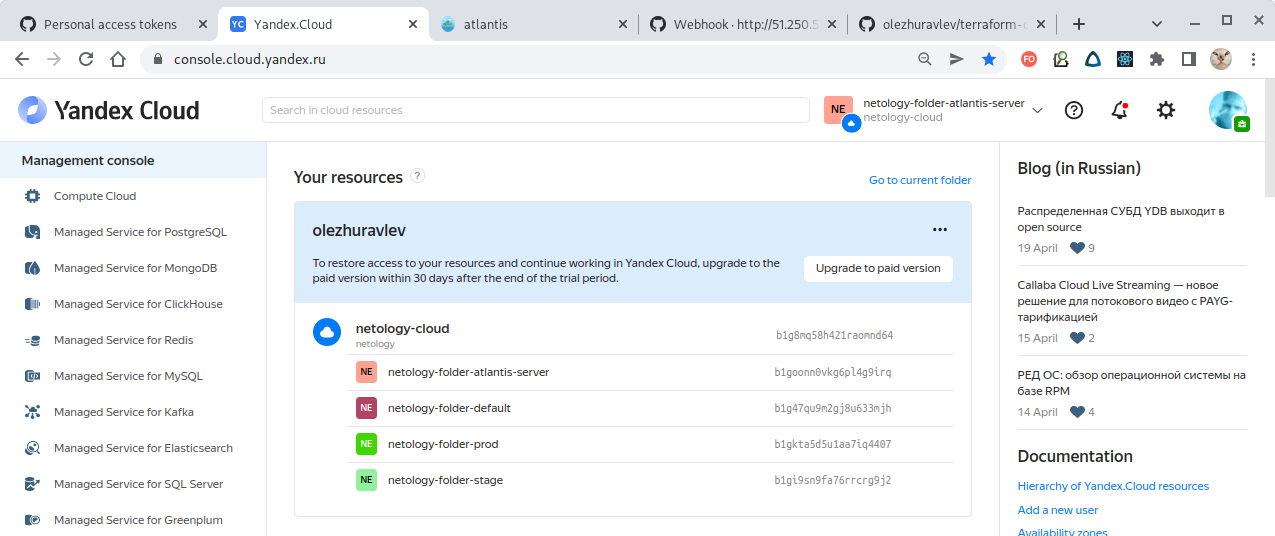 Personal access tokens
YC Yandex.Cloud
atlantis
Webhook · http://51.250.5
olezhuravlev/terraform-c
console.cloud.yandex.ru
FO
Yandex Cloud
Search in cloud resources
NE
netology-folder-atlantis-server
netology-cloud
Management console
Compute Cloud
Managed Service for PostgreSQL
Managed Service for MongoDB
Managed Service for ClickHouse
Managed Service for Redis
Managed Service for MySQL
Managed Service for Kafka
Managed Service for Elasticsearch
Managed Service for SQL Server
Managed Service for Greenplum
Your resources ?
Go to current folder
olezhuravlev
To restore access to your resources and continue working in Yandex Cloud, upgrade to the
paid version within 30 days after the end of the trial period.
Upgrade to paid version
netology-cloud
netology
b1g8mq58h421raomnd64
NE netology-folder-atlantis-server b1goonn0vkg6pl4g9irq
NE netology-folder-default b1g47qu9m2gj8u633mjh
NE netology-folder-prod b1gkta5d5u1aa7iq4407
NE netology-folder-stage b1gi9sn9fa76rrcrg9j2
Blog (in Russian)
Распределенная СУБД YDB выходит в
open source
19 April 9
Callaba Cloud Live Streaming — новое
решение для потокового видео с PAYG-
тарификацией
15 April 2
РЕД ОС: обзор операционной системы на
базе RPM
14 April 4
Documentation
Hierarchy of Yandex.Cloud resources
Add a new user
Availability zones